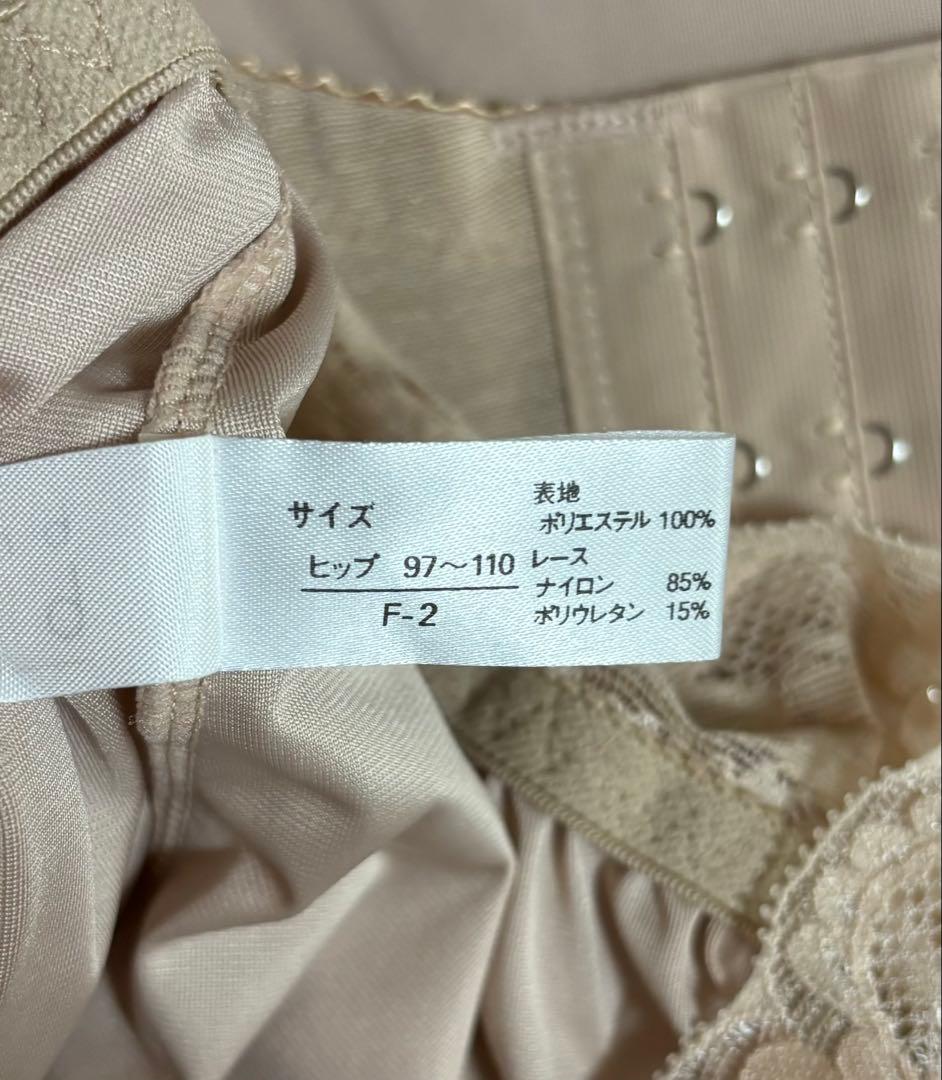 サイズ
ヒップ 97～110
F-2
表地
ポリエステル 100%
レース
ナイロン 85%
ポリウレタン 15%